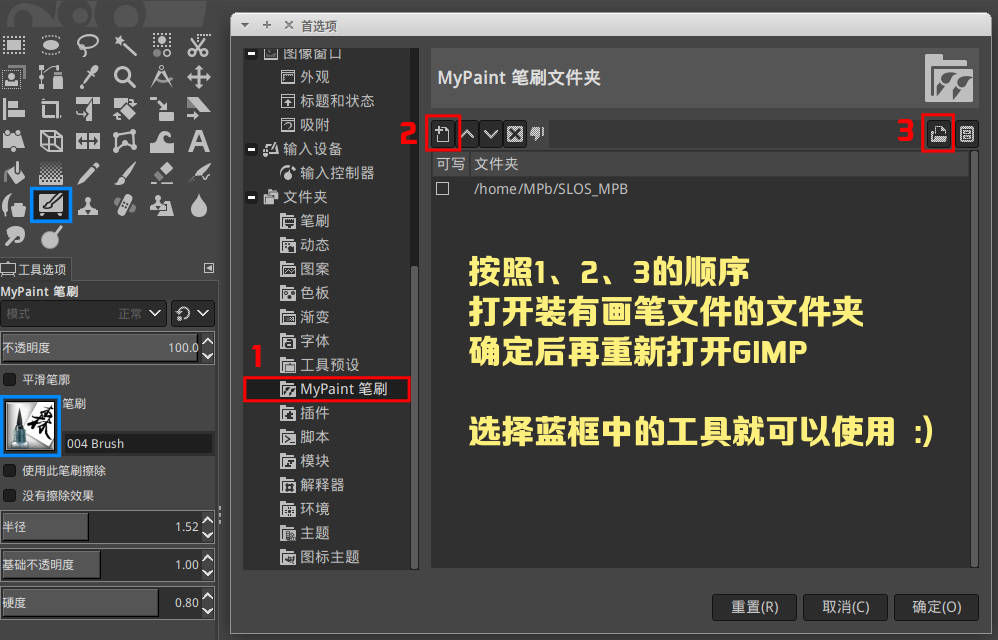 首选项
图像窗口
外观
标题和状态
吸附
输入设备
输入控制器
文件夹
笔刷
动态
图案
色板
渐变
字体
工具预设
1
MyPaint 笔刷
插件
脚本
模块
解释器
环境
主题
图标主题
MyPaint 笔刷文件夹
2
3
可写 文件夹
/home/MPb/SLOS_MPB
按照1、2、3的顺序
打开装有画笔文件的文件夹
确定后再重新打开GIMP
选择蓝框中的工具就可以使用 :)
重置(R) 取消(C) 确定(O)
工具选项
MyPaint 笔刷
模式 正常
不透明度 100.0
平滑笔廓
笔刷
004 Brush
使用此笔刷擦除
没有擦除效果
半径 1.52
基础不透明度 1.00
硬度 0.80